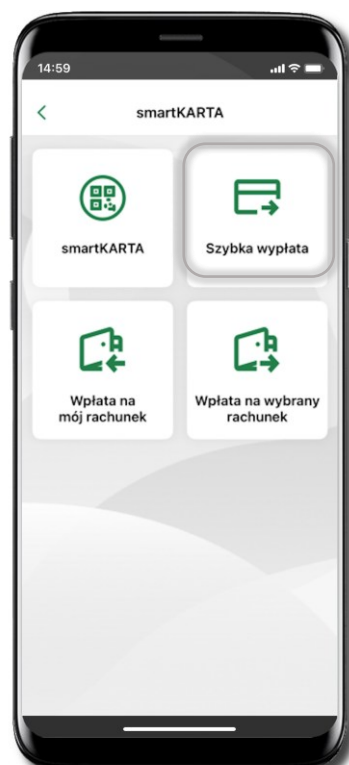 14:59
smartKARTA
smartKARTA
Szybka wypłata
Wpłata na
mój rachunek
Wpłata na wybrany
rachunek